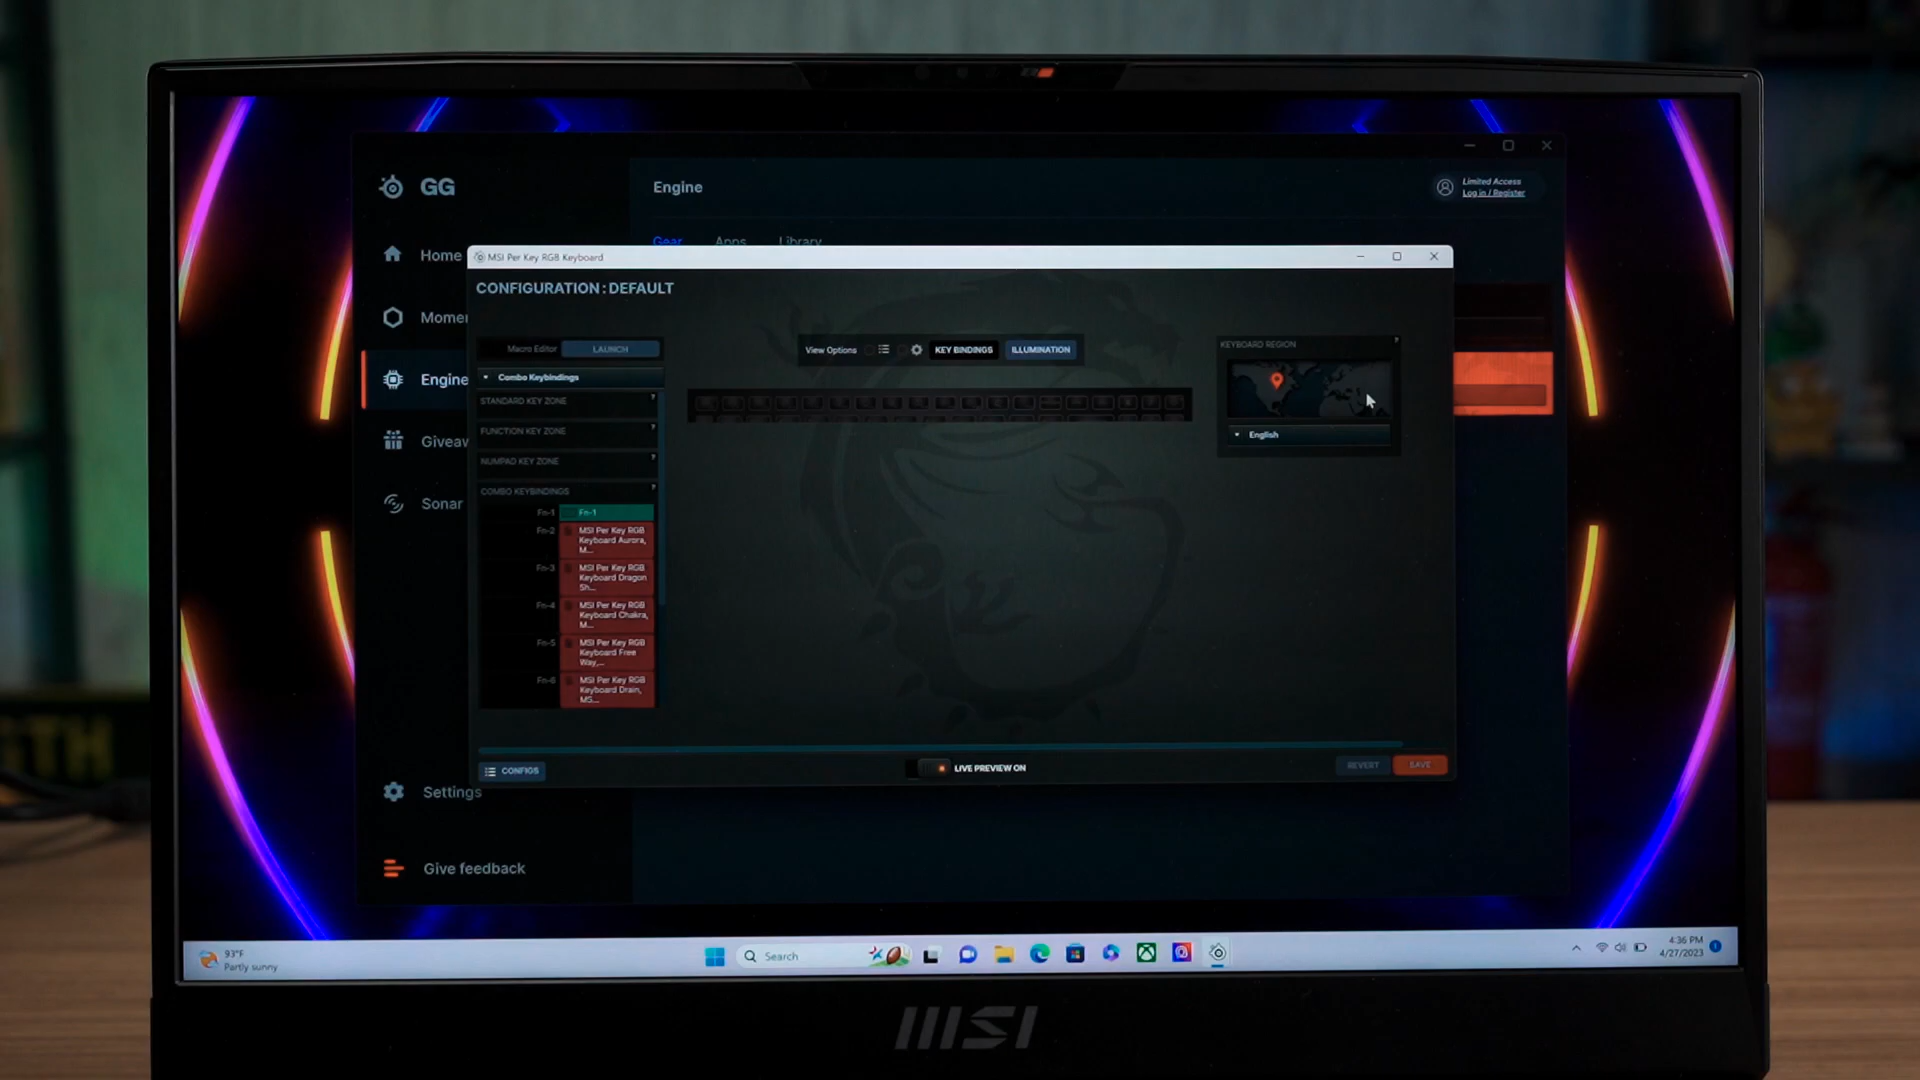 GG
Engine
Limited Access
Log in / Register
Gear
Apps
Library
Home
MSI Per Key RGB Keyboard
CONFIGURATION : DEFAULT
Momen
Macro Editor
LAUNCH
View Options
KEY BINDINGS
ILLUMINATION
KEYBOARD REGION
?
Engine
Combo Keybindings
STANDARD KEY ZONE
?
FUNCTION KEY ZONE
?
English
Giveaw
NUMPAD KEY ZONE
?
COMBO KEYBINDINGS
?
Sonar
Fn-1
Fn-1
Fn-2
MSI Per Key RGB
Keyboard Aurora,
M...
Fn-3
MSI Per Key RGB
Keyboard Dragon
Sh...
Fn-4
MSI Per Key RGB
Keyboard Chakra,
M...
Fn-5
MSI Per Key RGB
Keyboard Free
Way,...
Fn-6
MSI Per Key RGB
Keyboard Drain,
MS...
CONFIGS
LIVE PREVIEW ON
REVERT
SAVE
Settings
Give feedback
93°F
Partly sunny
Search
4:36 PM
4/27/2023
1
msi